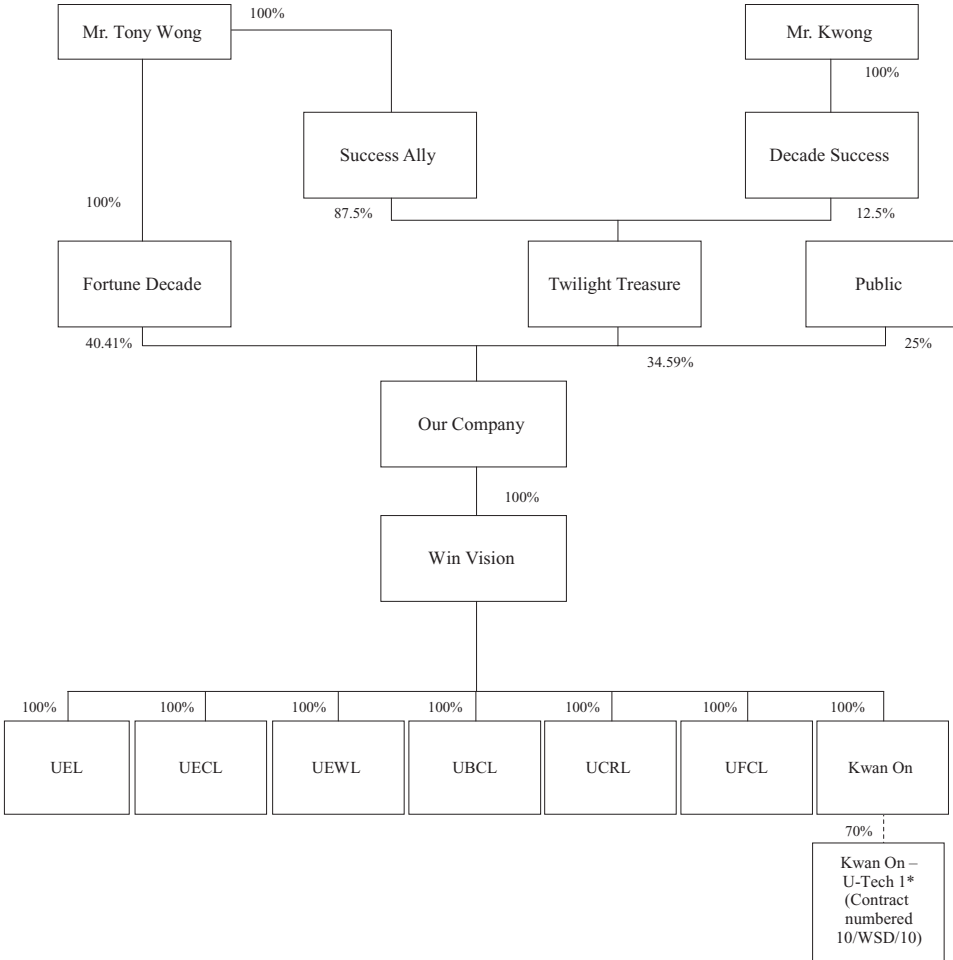 100%
Mr. Tony Wong
Mr. Kwong
100%
Success Ally
Decade Success
100%
87.5%
12.5%
Fortune Decade
Twilight Treasure
Public
40.41%
34.59%
25%
Our Company
100%
Win Vision
100%
100%
100%
100%
100%
100%
100%
UEL
UECL
UEWL
UBCL
UCRL
UFCL
Kwan On
70%
Kwan On –
U-Tech 1*
(Contract
numbered
10/WSD/10)